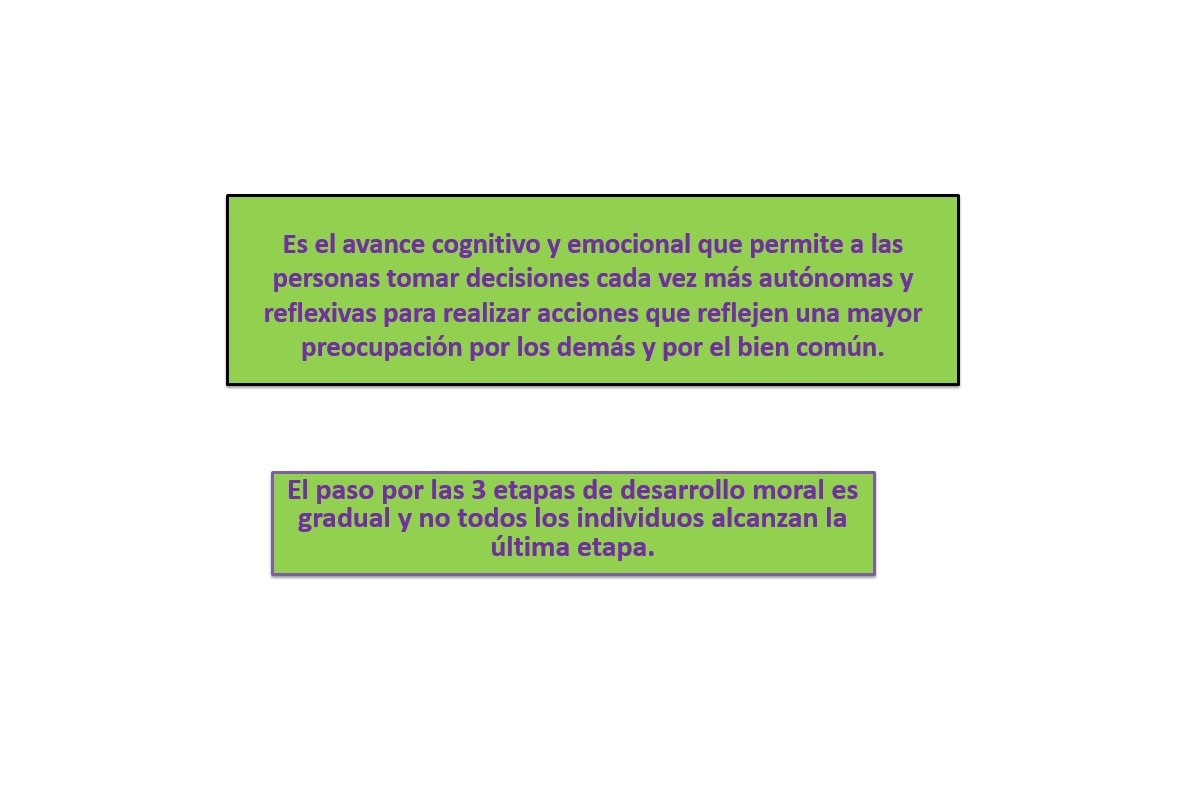 Es el avance cognitivo y emocional que permite a las
personas tomar decisiones cada vez más autónomas y
reflexivas para realizar acciones que reflejen una mayor
preocupación por los demás y por el bien común.
El paso por las 3 etapas de desarrollo moral es
gradual y no todos los individuos alcanzan la
última etapa.